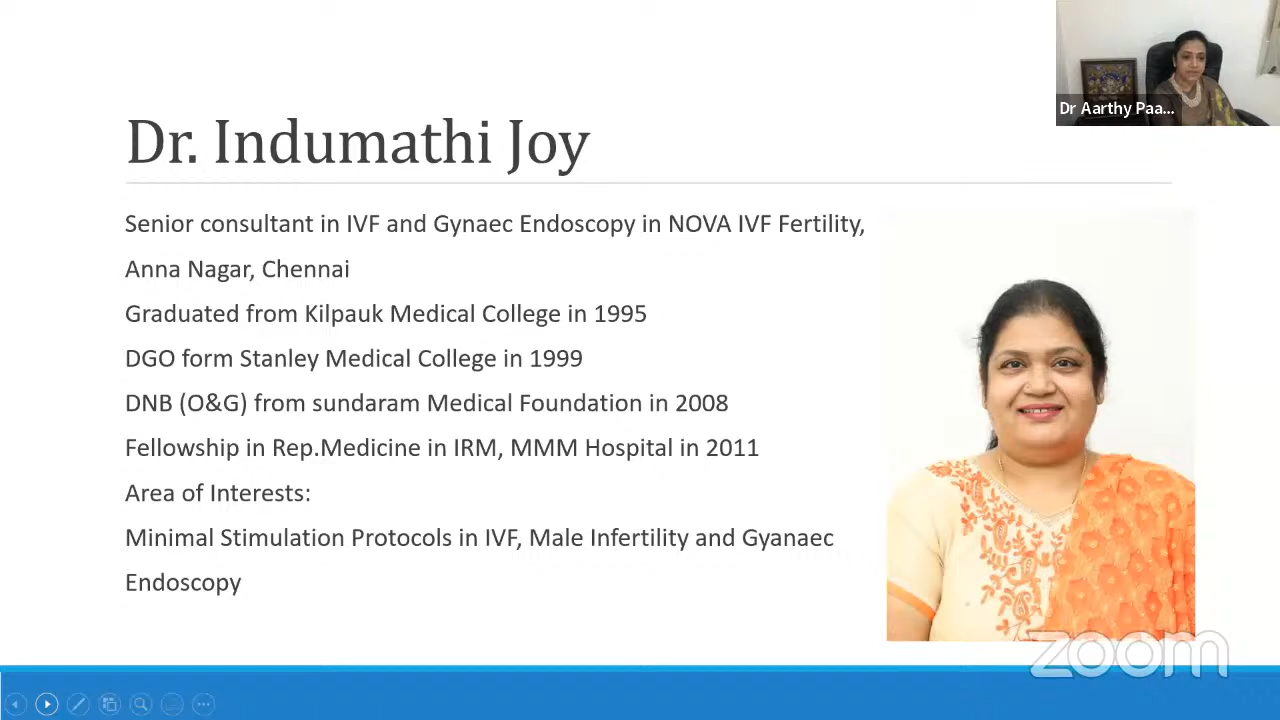 Dr Aarthy Paa...
Dr. Indumathi Joy
Senior consultant in IVF and Gynaec Endoscopy in NOVA IVF Fertility,
Anna Nagar, Chennai
Graduated from Kilpauk Medical College in 1995
DGO form Stanley Medical College in 1999
DNB (O&G) from sundaram Medical Foundation in 2008
Fellowship in Rep.Medicine in IRM, MMM Hospital in 2011
Area of Interests:
Minimal Stimulation Protocols in IVF, Male Infertility and Gyanaec
Endoscopy
zoom